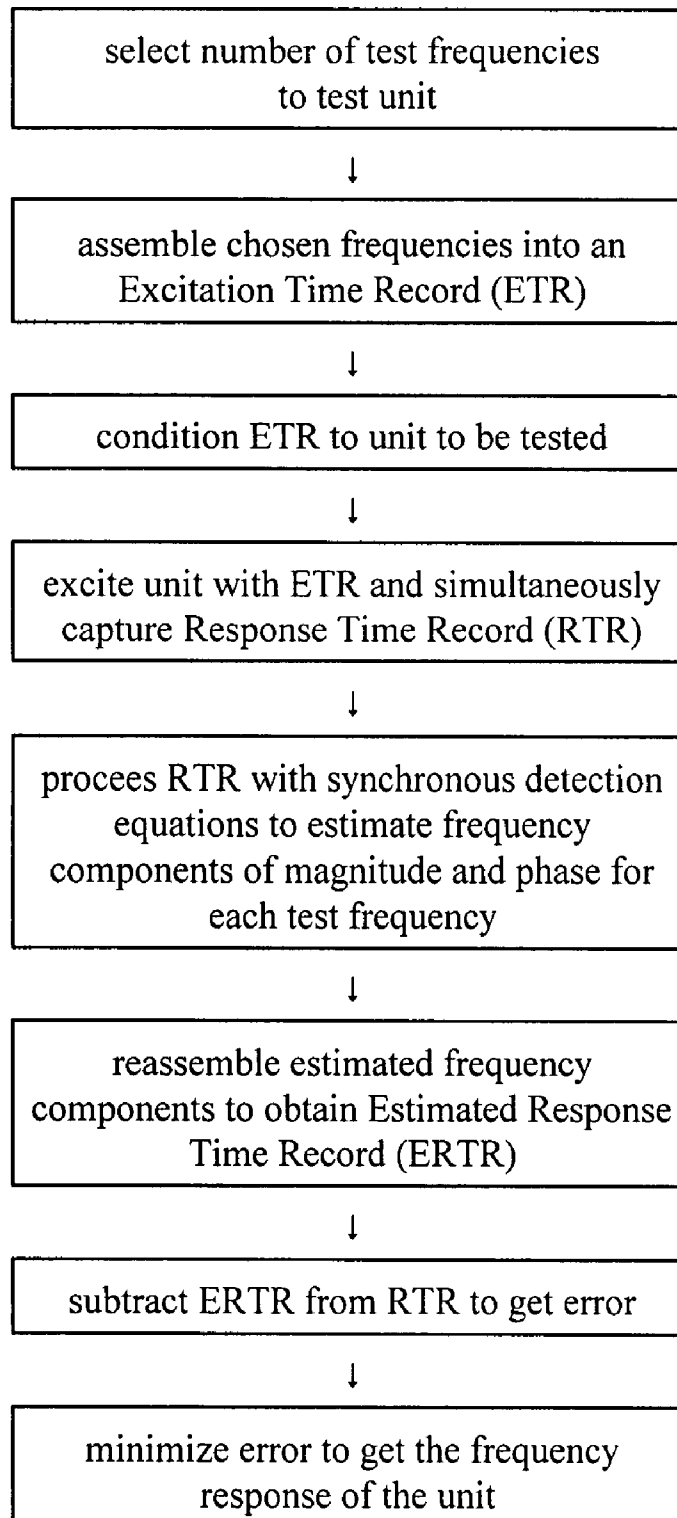 select number of test frequencies
to test unit
↓
assemble chosen frequencies into an
Excitation Time Record (ETR)
↓
condition ETR to unit to be tested
↓
excite unit with ETR and simultaneously
capture Response Time Record (RTR)
↓
procees RTR with synchronous detection
equations to estimate frequency
components of magnitude and phase for
each test frequency
↓
reassemble estimated frequency
components to obtain Estimated Response
Time Record (ERTR)
↓
subtract ERTR from RTR to get error
↓
minimize error to get the frequency
response of the unit